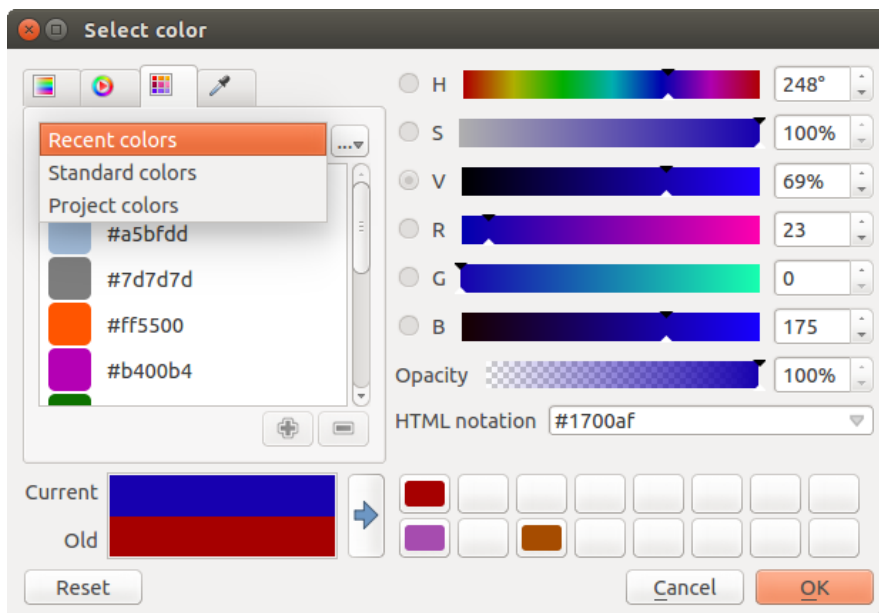 Select color
Recent colors
...
Standard colors
Project colors
#a5bfdd
#7d7d7d
#ff5500
#b400b4
H 248°
S 100%
V 69%
R 23
G 0
B 175
Opacity 100%
HTML notation #1700af
Current
Old
Reset
Cancel
OK